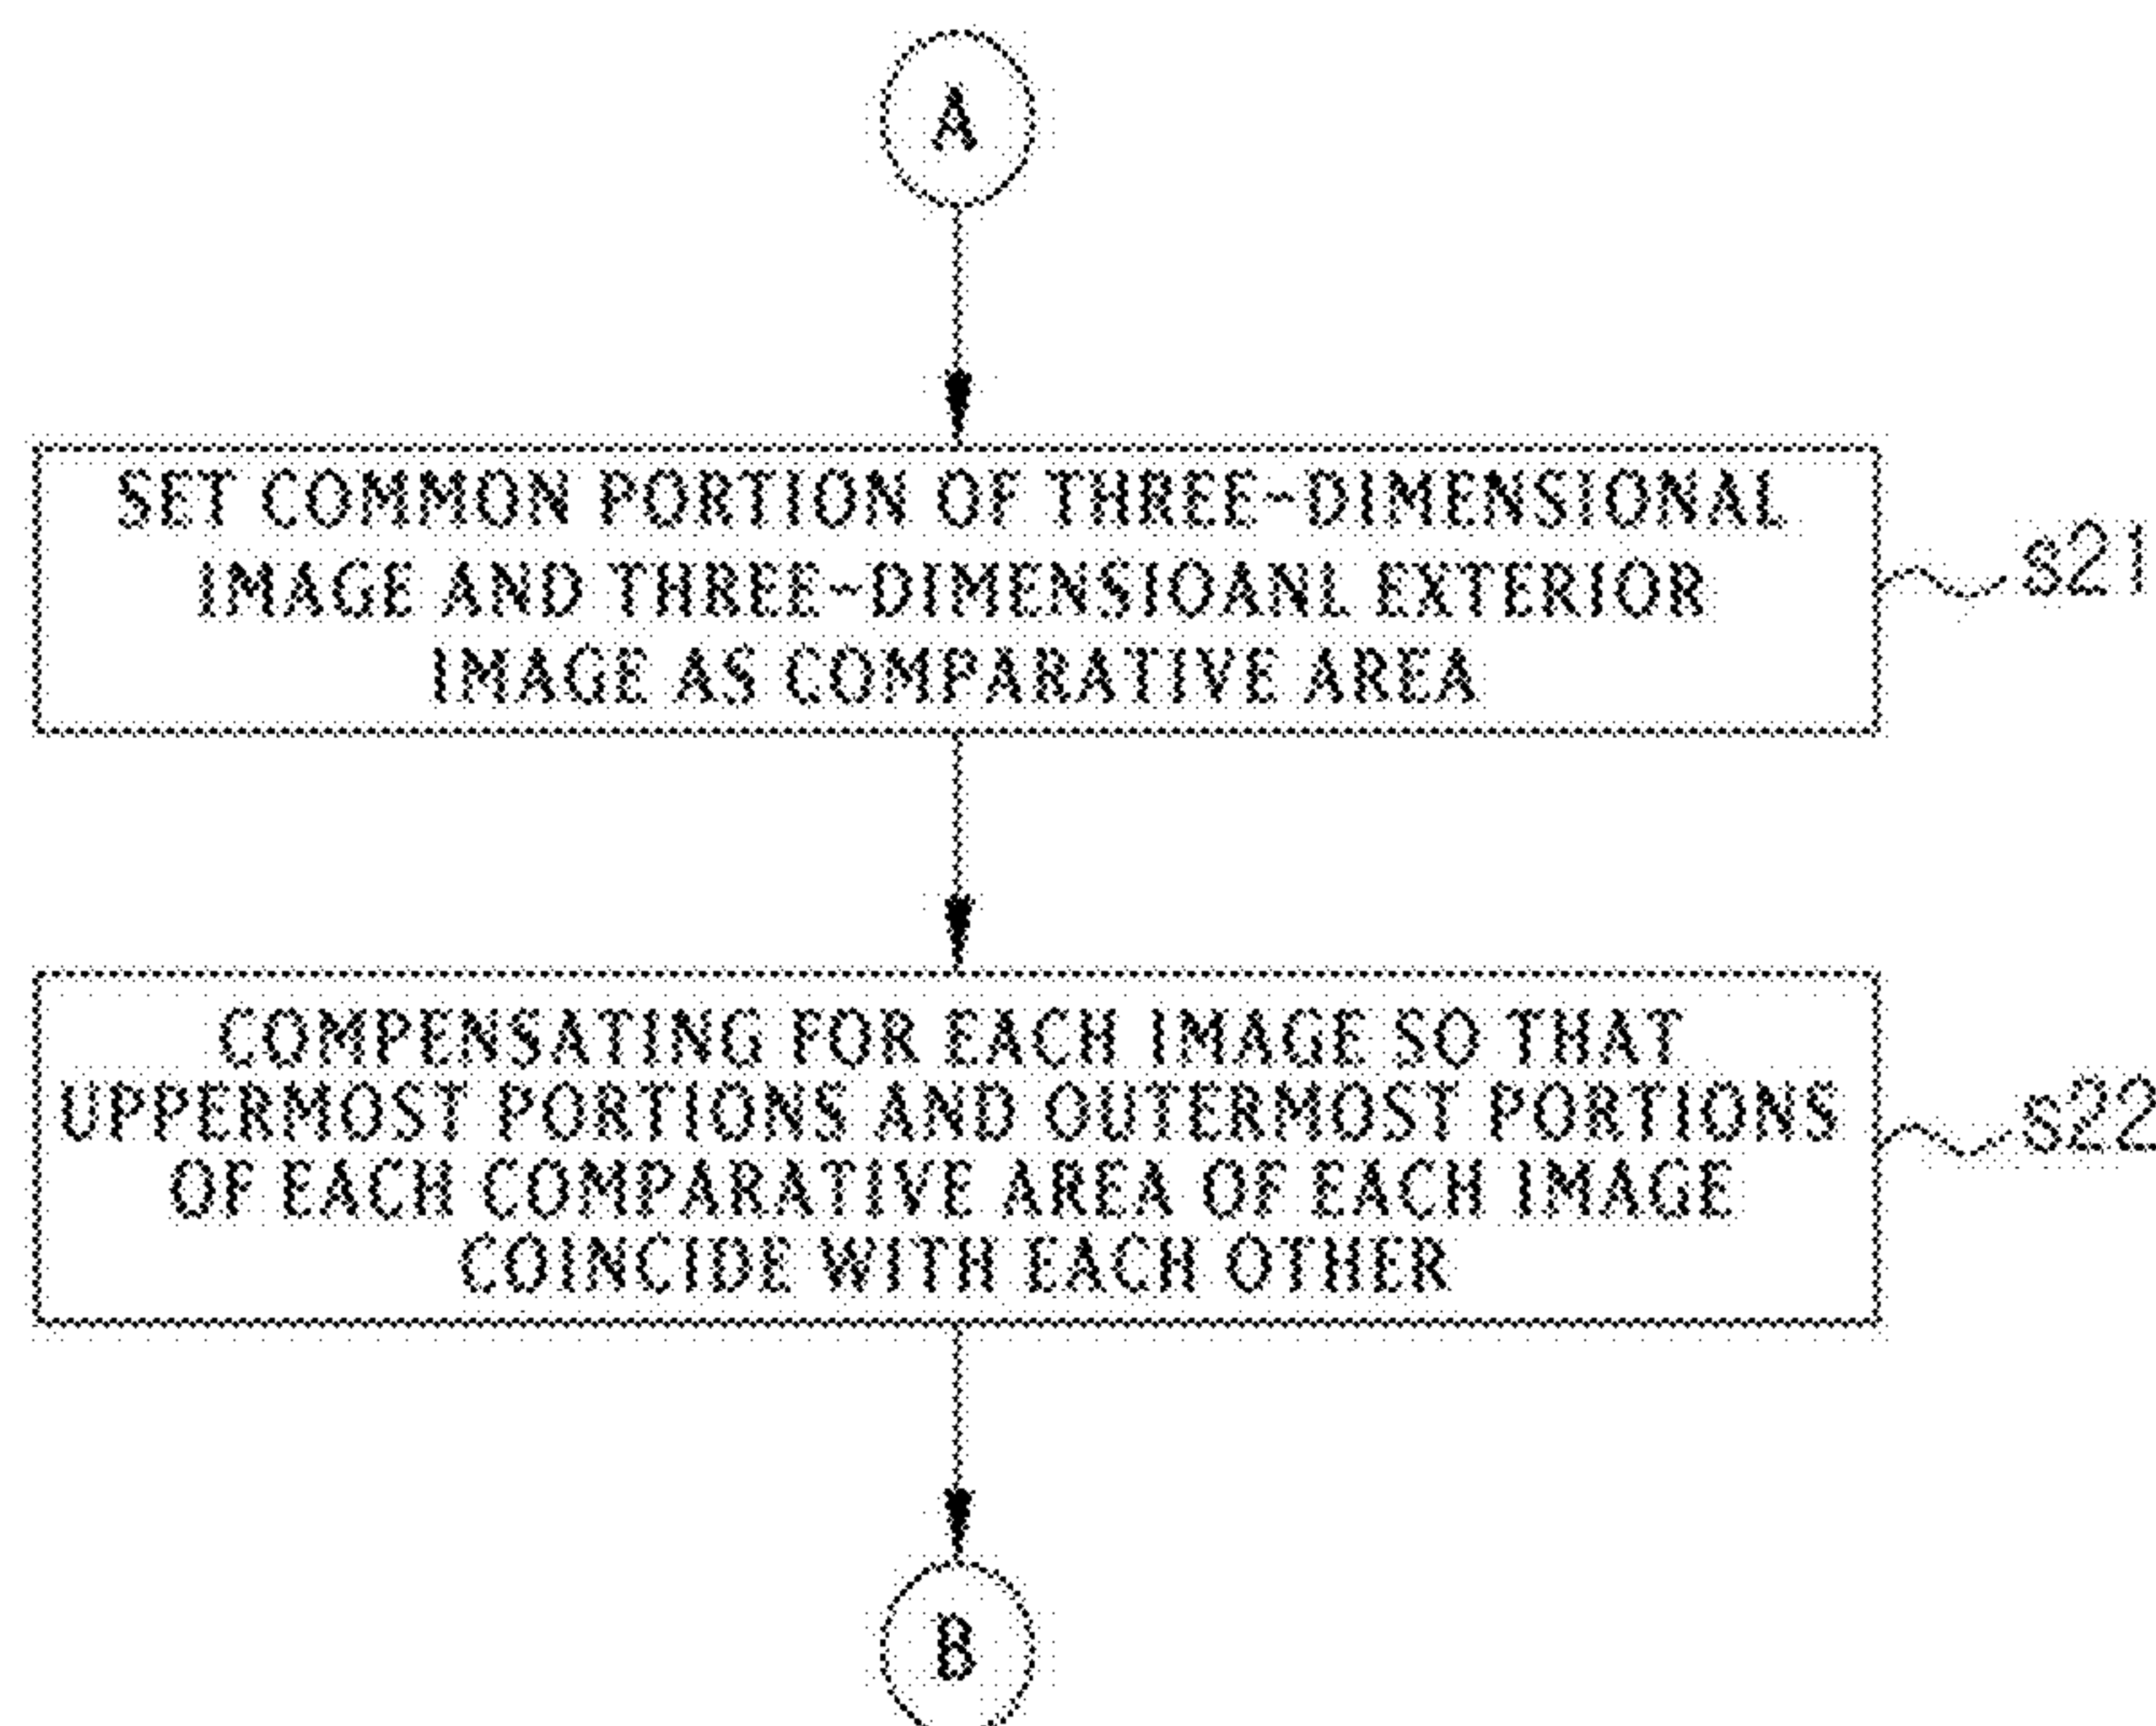 A
SET COMMON PORTION OF THREE-DIMENSIONAL
IMAGE AND THREE-DIMENSIOANL EXTERIOR
IMAGE AS COMPARATIVE AREA
s21
COMPENSATING FOR EACH IMAGE SO THAT
UPPERMOST PORTIONS AND OUTERMOST PORTIONS
OF EACH COMPARATIVE AREA OF EACH IMAGE
COINCIDE WITH EACH OTHER
s22
B